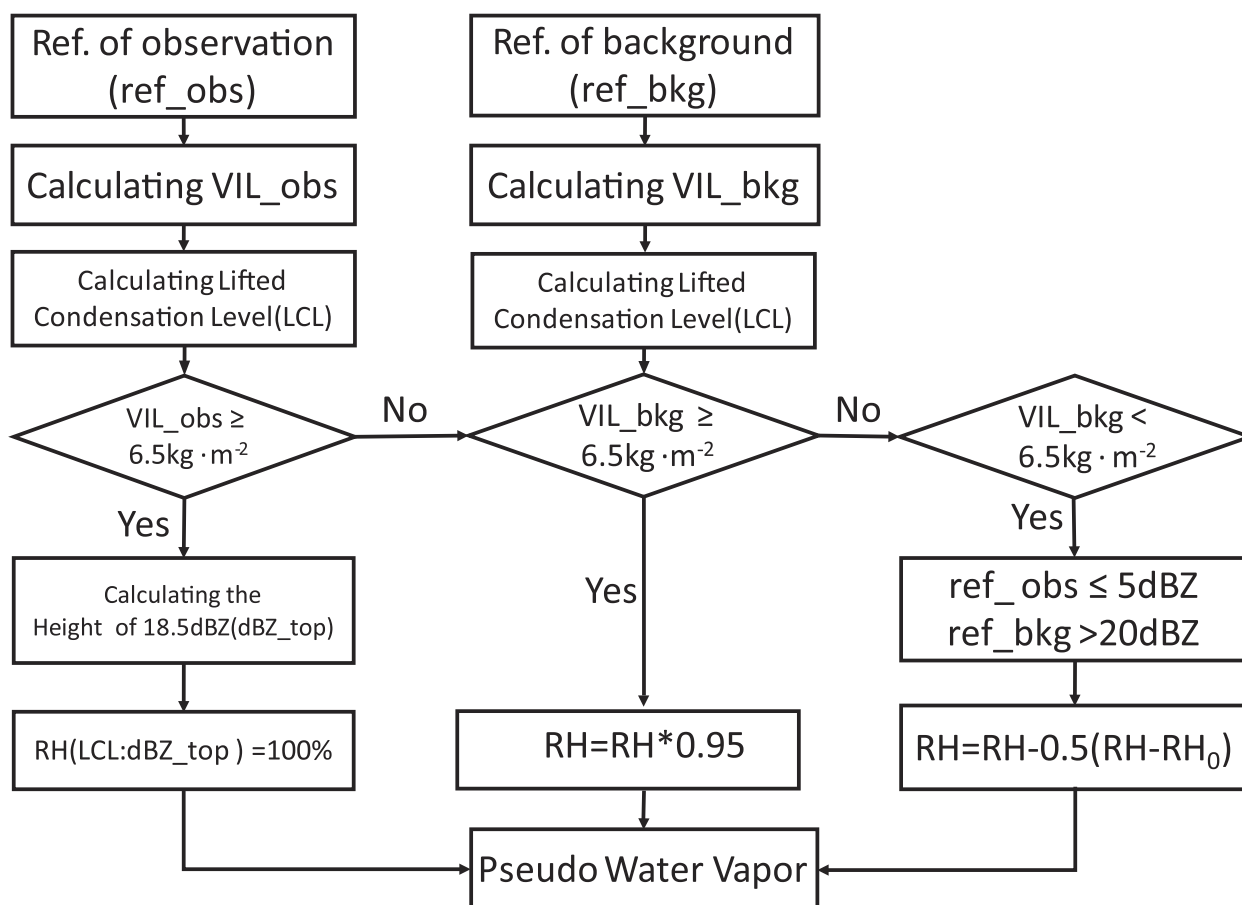 Ref. of observation
(ref_obs)
Calculating VIL_obs
Calculating Lifted
Condensation Level(LCL)
VIL_obs ≥
6.5kg·m⁻²
No
Yes
Calculating the
Height of 18.5dBZ(dBZ_top)
RH(LCL:dBZ_top ) =100%
Ref. of background
(ref_bkg)
Calculating VIL_bkg
Calculating Lifted
Condensation Level(LCL)
VIL_bkg ≥
6.5kg·m⁻²
No
Yes
RH=RH*0.95
VIL_bkg <
6.5kg·m⁻²
Yes
ref_ obs ≤ 5dBZ
ref_bkg >20dBZ
RH=RH-0.5(RH-RH₀)
Pseudo Water Vapor